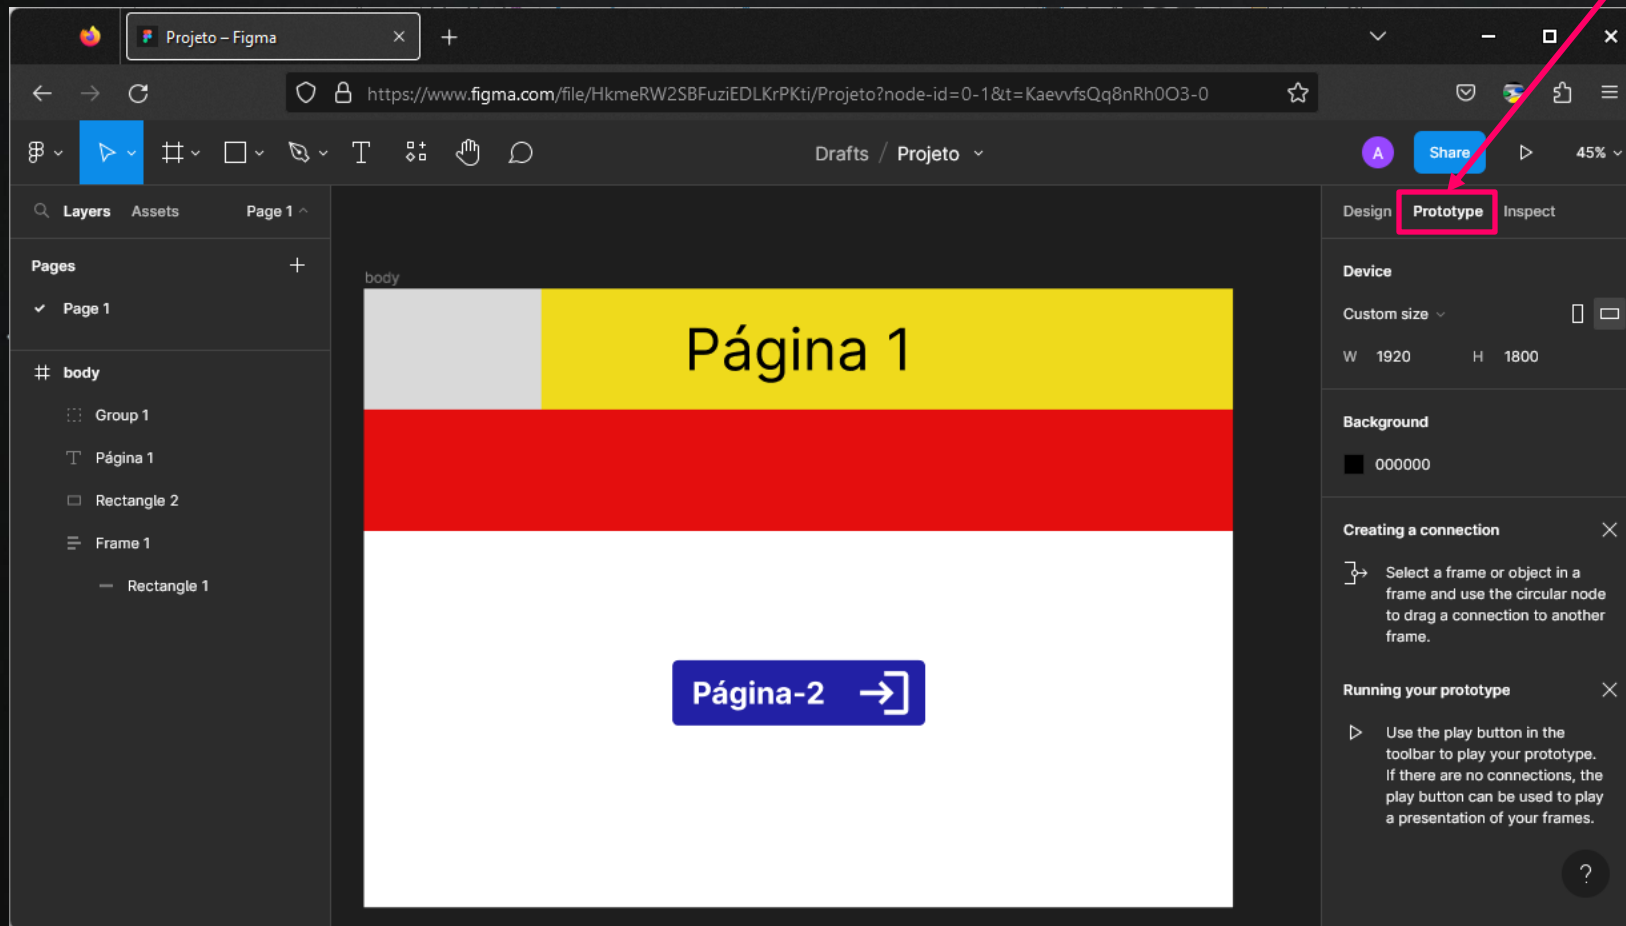 Projeto – Figma
https://www.figma.com/file/HkmeRW2SBFuziEDLKrPKti/Projeto?node-id=0-1&t=KaevvfsQq8nRh0O3-0
Drafts / Projeto
A
Share
45%
Layers Assets Page 1
Pages
Page 1
body
Group 1
Página 1
Rectangle 2
Frame 1
Rectangle 1
body
Página 1
Página-2
Design Prototype Inspect
Device
Custom size
W 1920 H 1800
Background
000000
Creating a connection
Select a frame or object in a
frame and use the circular node
to drag a connection to another
frame.
Running your prototype
Use the play button in the
toolbar to play your prototype.
If there are no connections, the
play button can be used to play
a presentation of your frames.
?